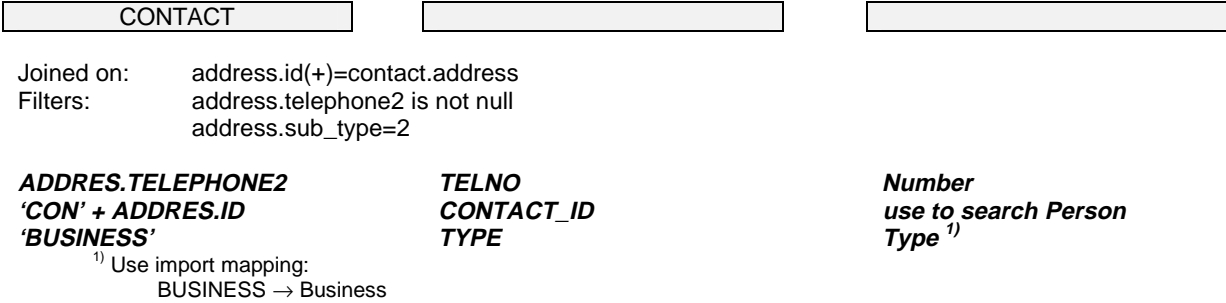 CONTACT
Joined on: address.id(+)=contact.address
Filters: address.telephone2 is not null
address.sub_type=2
ADDRES.TELEPHONE2 TELNO Number
‘CON’ + ADDRES.ID CONTACT_ID use to search Person
‘BUSINESS’ TYPE Type 1)
1) Use import mapping:
BUSINESS → Business